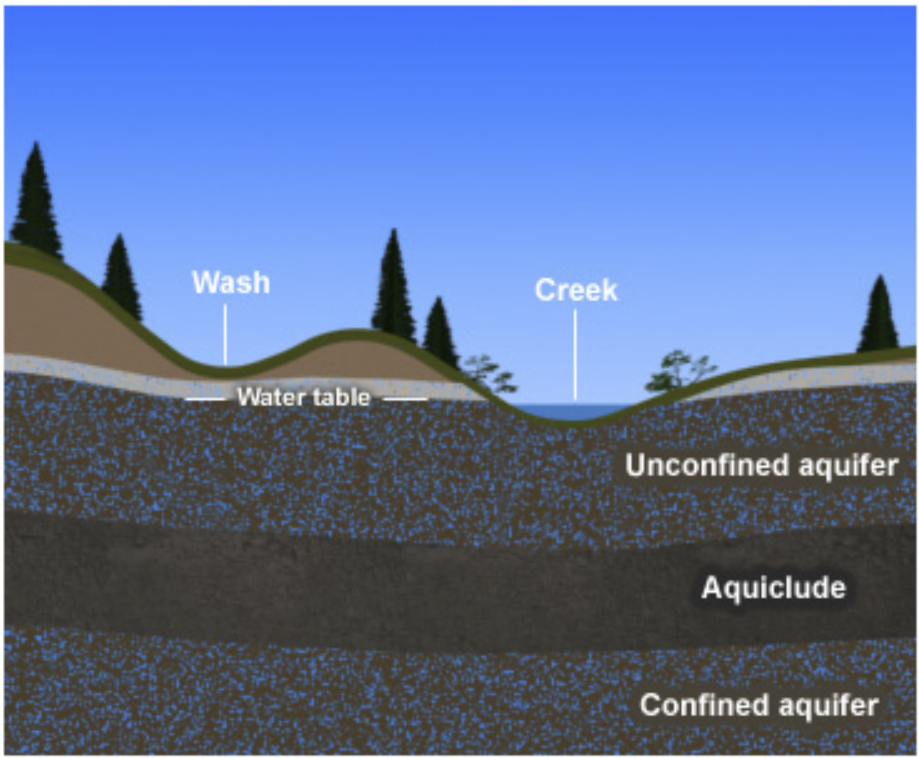 Wash
Creek
Water table
Unconfined aquifer
Aquiclude
Confined aquifer